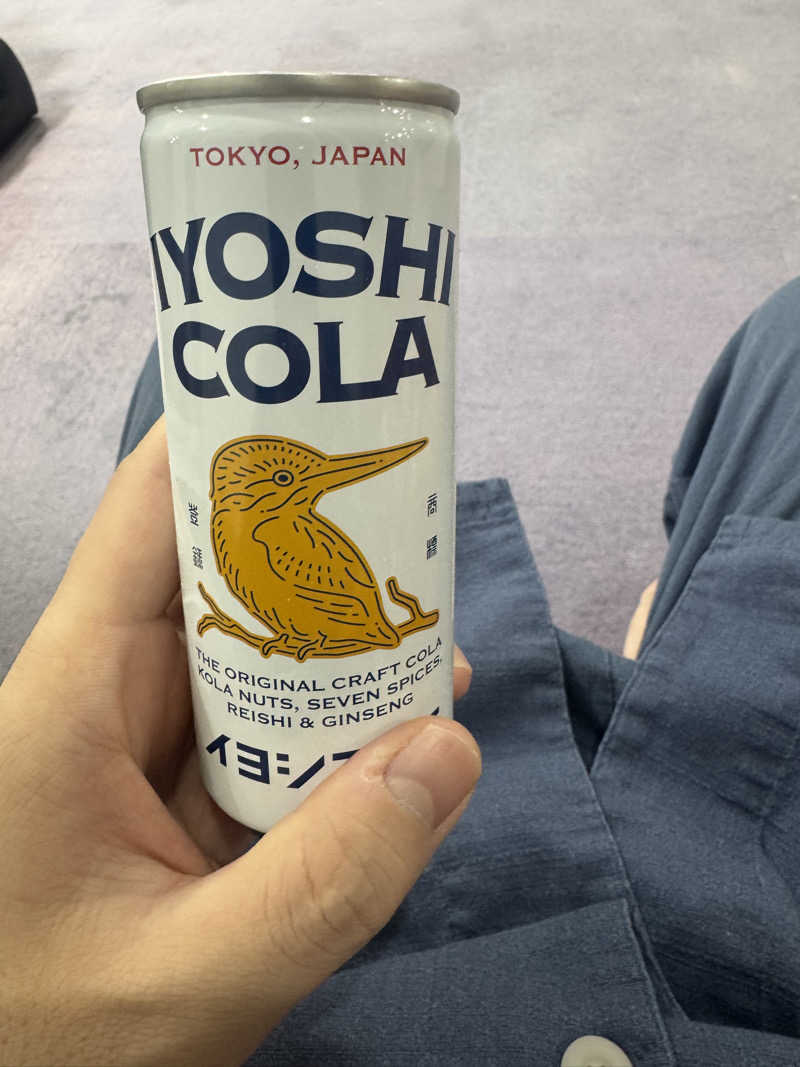 TOKYO, JAPAN
IYOSHI
COLA
THE ORIGINAL CRAFT COLA
KOLA NUTS, SEVEN SPICES,
REISHI & GINSENG
イヨシ